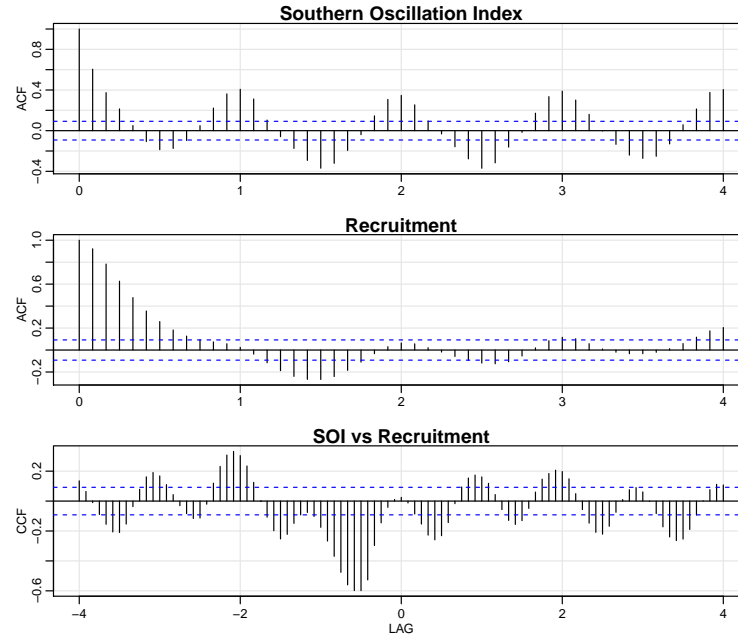 Southern Oscillation Index
ACF
0.8
0.4
0.0
−0.4
0 1 2 3 4
Recruitment
ACF
1.0
0.6
0.2
−0.2
0 1 2 3 4
SOI vs Recruitment
CCF
0.2
−0.2
−0.6
−4 −2 0 2 4
LAG